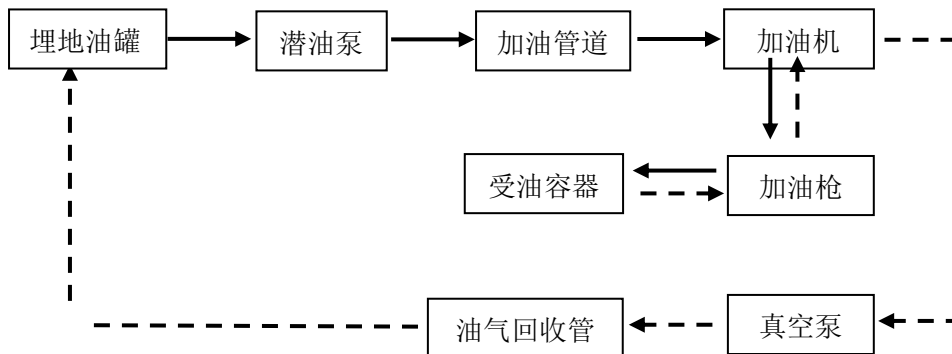 埋地油罐
潜油泵
加油管道
加油机
受油容器
加油枪
油气回收管
真空泵